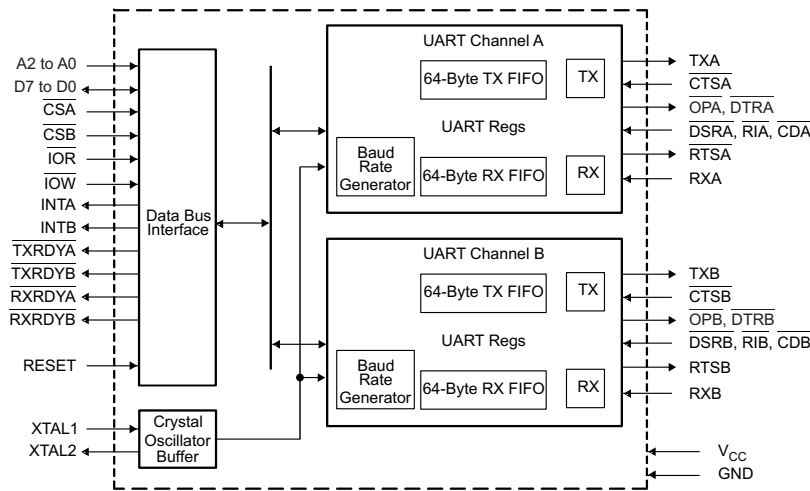 A2 to A0
D7 to D0
CSA
CSB
IOR
IOW
INTA
INTB
TXRDYA
TXRDYB
RXRDYA
RXRDYB
RESET
XTAL1
XTAL2
Data Bus
Interface
Crystal
Oscillator
Buffer
UART Channel A
64-Byte TX FIFO
TX
UART Regs
Baud
Rate
Generator
64-Byte RX FIFO
RX
UART Channel B
64-Byte TX FIFO
TX
UART Regs
Baud
Rate
Generator
64-Byte RX FIFO
RX
TXA
CTSA
OPA, DTRA
DSRA, RIA, CDA
RTSA
RXA
TXB
CTSB
OPB, DTRB
DSRB, RIB, CDB
RTSB
RXB
VCC
GND